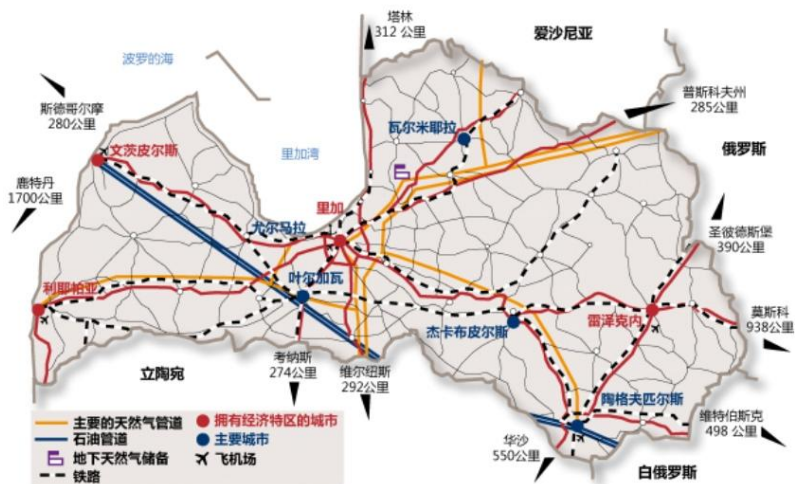 塔林
312 公里
爱沙尼亚
波罗的海
普斯科夫州
285公里
斯德哥尔摩
280公里
瓦尔米耶拉
文茨皮尔斯
里加湾
俄罗斯
鹿特丹
1700公里
里加
尤尔马拉
圣彼德斯堡
390公里
叶尔加瓦
利耶帕亚
雷泽克内
莫斯科
938公里
杰卡布皮尔斯
立陶宛
考纳斯
274公里
维尔纽斯
292公里
陶格夫匹尔斯
维特伯斯克
498 公里
华沙
550公里
白俄罗斯
主要的天然气管道
拥有经济特区的城市
石油管道
主要城市
地下天然气储备
飞机场
铁路